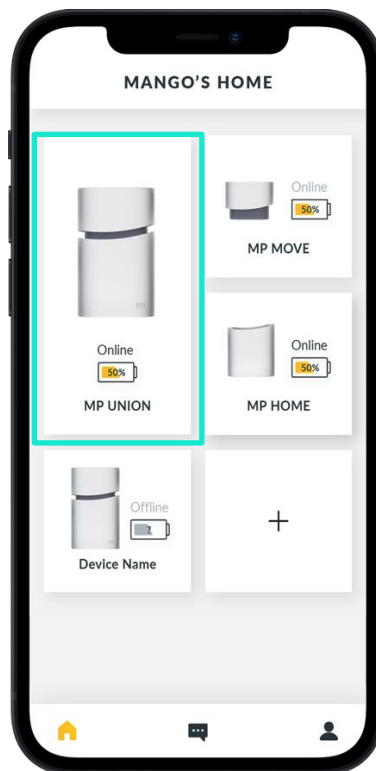 MANGO'S HOME
Online
50%
MP UNION
Online
50%
MP MOVE
Online
50%
MP HOME
Offline
?
Device Name
+